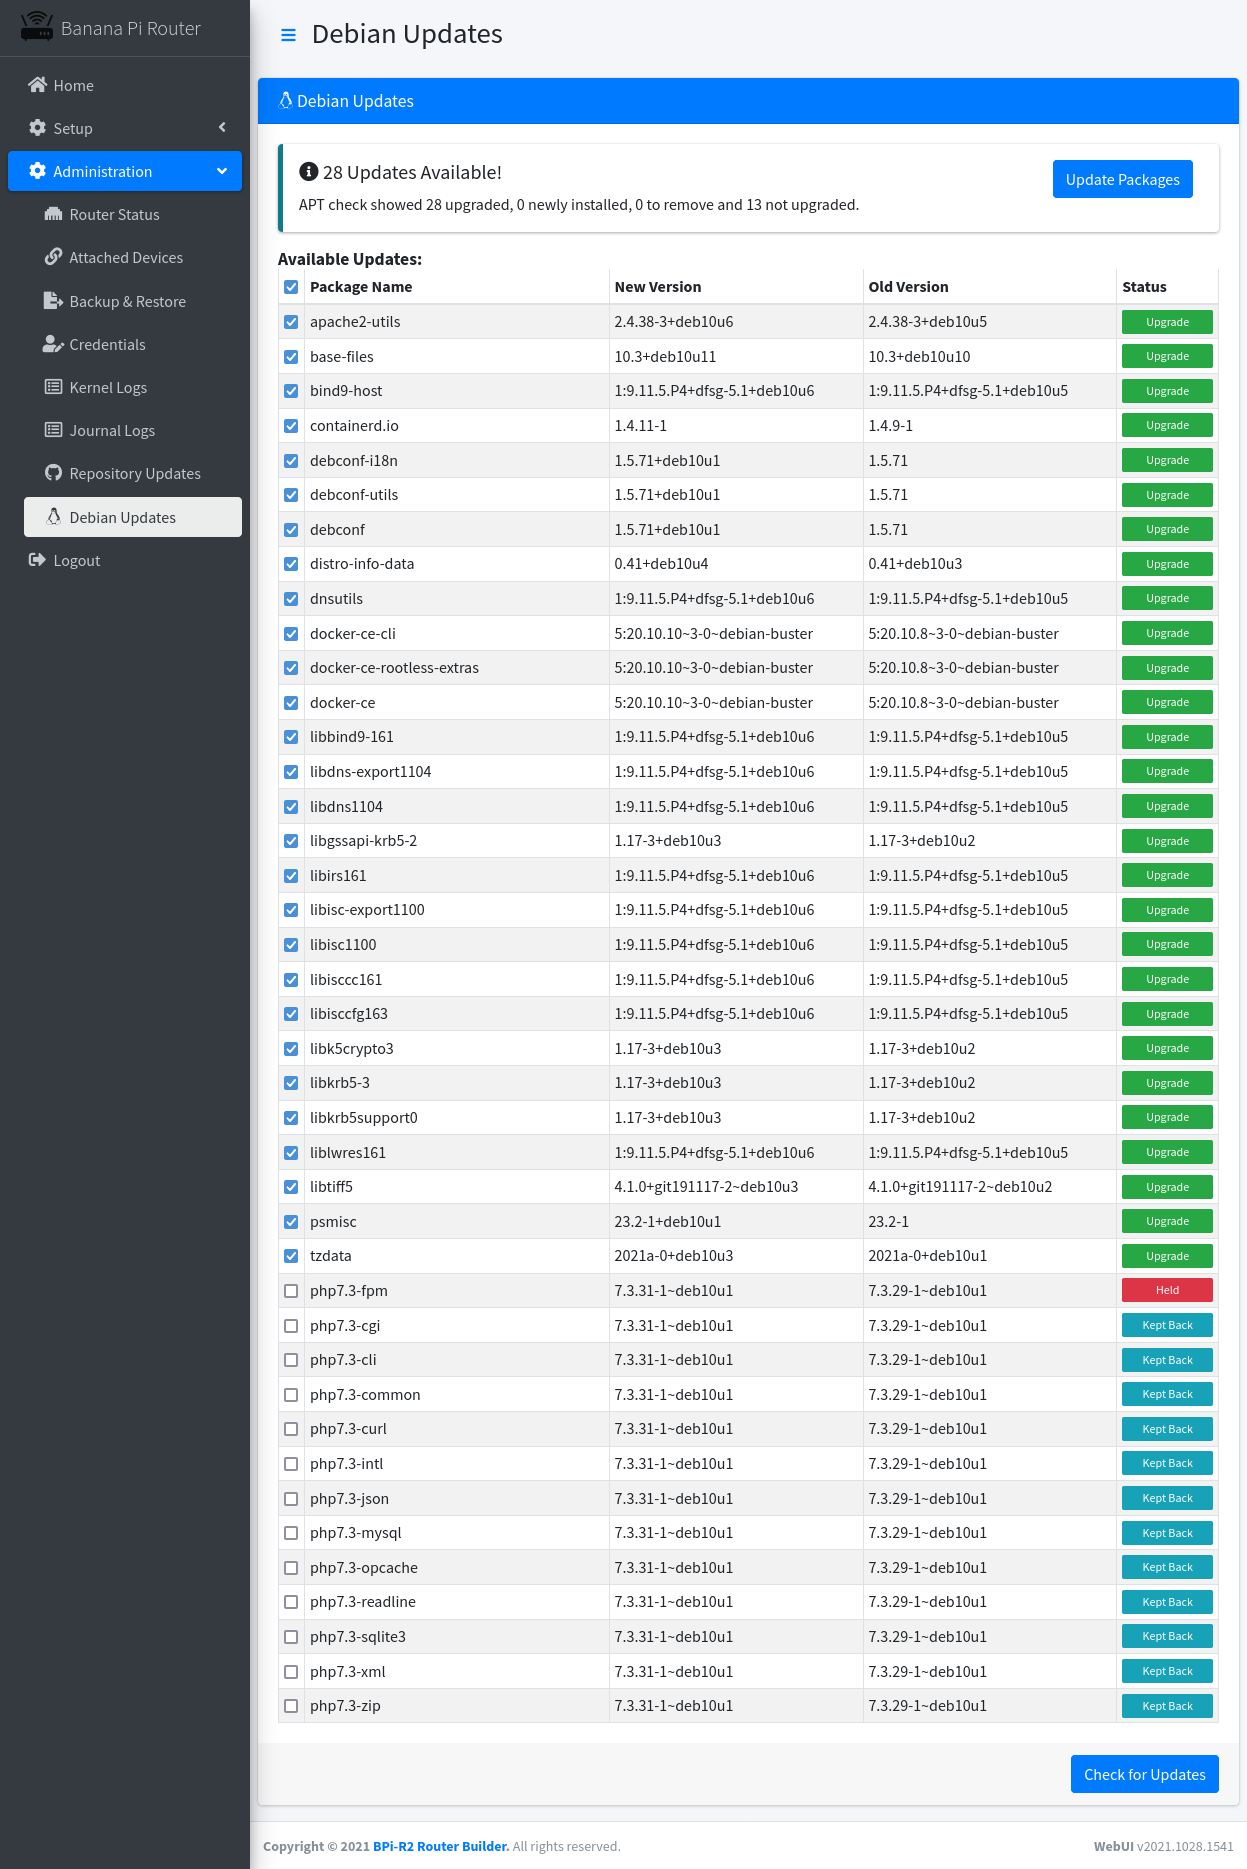 Banana Pi Router
Home
Setup
Administration
Router Status
Attached Devices
Backup & Restore
Credentials
Kernel Logs
Journal Logs
Repository Updates
Debian Updates
Logout
Debian Updates
Debian Updates
28 Updates Available!
APT check showed 28 upgraded, 0 newly installed, 0 to remove and 13 not upgraded.
Update Packages
Available Updates:
Package Name New Version Old Version Status
apache2-utils 2.4.38-3+deb10u6 2.4.38-3+deb10u5 Upgrade
base-files 10.3+deb10u11 10.3+deb10u10 Upgrade
bind9-host 1:9.11.5.P4+dfsg-5.1+deb10u6 1:9.11.5.P4+dfsg-5.1+deb10u5 Upgrade
containerd.io 1.4.11-1 1.4.9-1 Upgrade
debconf-i18n 1.5.71+deb10u1 1.5.71 Upgrade
debconf-utils 1.5.71+deb10u1 1.5.71 Upgrade
debconf 1.5.71+deb10u1 1.5.71 Upgrade
distro-info-data 0.41+deb10u4 0.41+deb10u3 Upgrade
dnsutils 1:9.11.5.P4+dfsg-5.1+deb10u6 1:9.11.5.P4+dfsg-5.1+deb10u5 Upgrade
docker-ce-cli 5:20.10.10~3-0~debian-buster 5:20.10.8~3-0~debian-buster Upgrade
docker-ce-rootless-extras 5:20.10.10~3-0~debian-buster 5:20.10.8~3-0~debian-buster Upgrade
docker-ce 5:20.10.10~3-0~debian-buster 5:20.10.8~3-0~debian-buster Upgrade
libbind9-161 1:9.11.5.P4+dfsg-5.1+deb10u6 1:9.11.5.P4+dfsg-5.1+deb10u5 Upgrade
libdns-export1104 1:9.11.5.P4+dfsg-5.1+deb10u6 1:9.11.5.P4+dfsg-5.1+deb10u5 Upgrade
libdns1104 1:9.11.5.P4+dfsg-5.1+deb10u6 1:9.11.5.P4+dfsg-5.1+deb10u5 Upgrade
libgssapi-krb5-2 1.17-3+deb10u3 1.17-3+deb10u2 Upgrade
libirs161 1:9.11.5.P4+dfsg-5.1+deb10u6 1:9.11.5.P4+dfsg-5.1+deb10u5 Upgrade
libisc-export1100 1:9.11.5.P4+dfsg-5.1+deb10u6 1:9.11.5.P4+dfsg-5.1+deb10u5 Upgrade
libisc1100 1:9.11.5.P4+dfsg-5.1+deb10u6 1:9.11.5.P4+dfsg-5.1+deb10u5 Upgrade
libisccc161 1:9.11.5.P4+dfsg-5.1+deb10u6 1:9.11.5.P4+dfsg-5.1+deb10u5 Upgrade
libisccfg163 1:9.11.5.P4+dfsg-5.1+deb10u6 1:9.11.5.P4+dfsg-5.1+deb10u5 Upgrade
libk5crypto3 1.17-3+deb10u3 1.17-3+deb10u2 Upgrade
libkrb5-3 1.17-3+deb10u3 1.17-3+deb10u2 Upgrade
libkrb5support0 1.17-3+deb10u3 1.17-3+deb10u2 Upgrade
liblwres161 1:9.11.5.P4+dfsg-5.1+deb10u6 1:9.11.5.P4+dfsg-5.1+deb10u5 Upgrade
libtiff5 4.1.0+git191117-2~deb10u3 4.1.0+git191117-2~deb10u2 Upgrade
psmisc 23.2-1+deb10u1 23.2-1 Upgrade
tzdata 2021a-0+deb10u3 2021a-0+deb10u1 Upgrade
php7.3-fpm 7.3.31-1~deb10u1 7.3.29-1~deb10u1 Held
php7.3-cgi 7.3.31-1~deb10u1 7.3.29-1~deb10u1 Kept Back
php7.3-cli 7.3.31-1~deb10u1 7.3.29-1~deb10u1 Kept Back
php7.3-common 7.3.31-1~deb10u1 7.3.29-1~deb10u1 Kept Back
php7.3-curl 7.3.31-1~deb10u1 7.3.29-1~deb10u1 Kept Back
php7.3-intl 7.3.31-1~deb10u1 7.3.29-1~deb10u1 Kept Back
php7.3-json 7.3.31-1~deb10u1 7.3.29-1~deb10u1 Kept Back
php7.3-mysql 7.3.31-1~deb10u1 7.3.29-1~deb10u1 Kept Back
php7.3-opcache 7.3.31-1~deb10u1 7.3.29-1~deb10u1 Kept Back
php7.3-readline 7.3.31-1~deb10u1 7.3.29-1~deb10u1 Kept Back
php7.3-sqlite3 7.3.31-1~deb10u1 7.3.29-1~deb10u1 Kept Back
php7.3-xml 7.3.31-1~deb10u1 7.3.29-1~deb10u1 Kept Back
php7.3-zip 7.3.31-1~deb10u1 7.3.29-1~deb10u1 Kept Back
Check for Updates
Copyright © 2021 BPi-R2 Router Builder. All rights reserved.
WebUI v2021.1028.1541